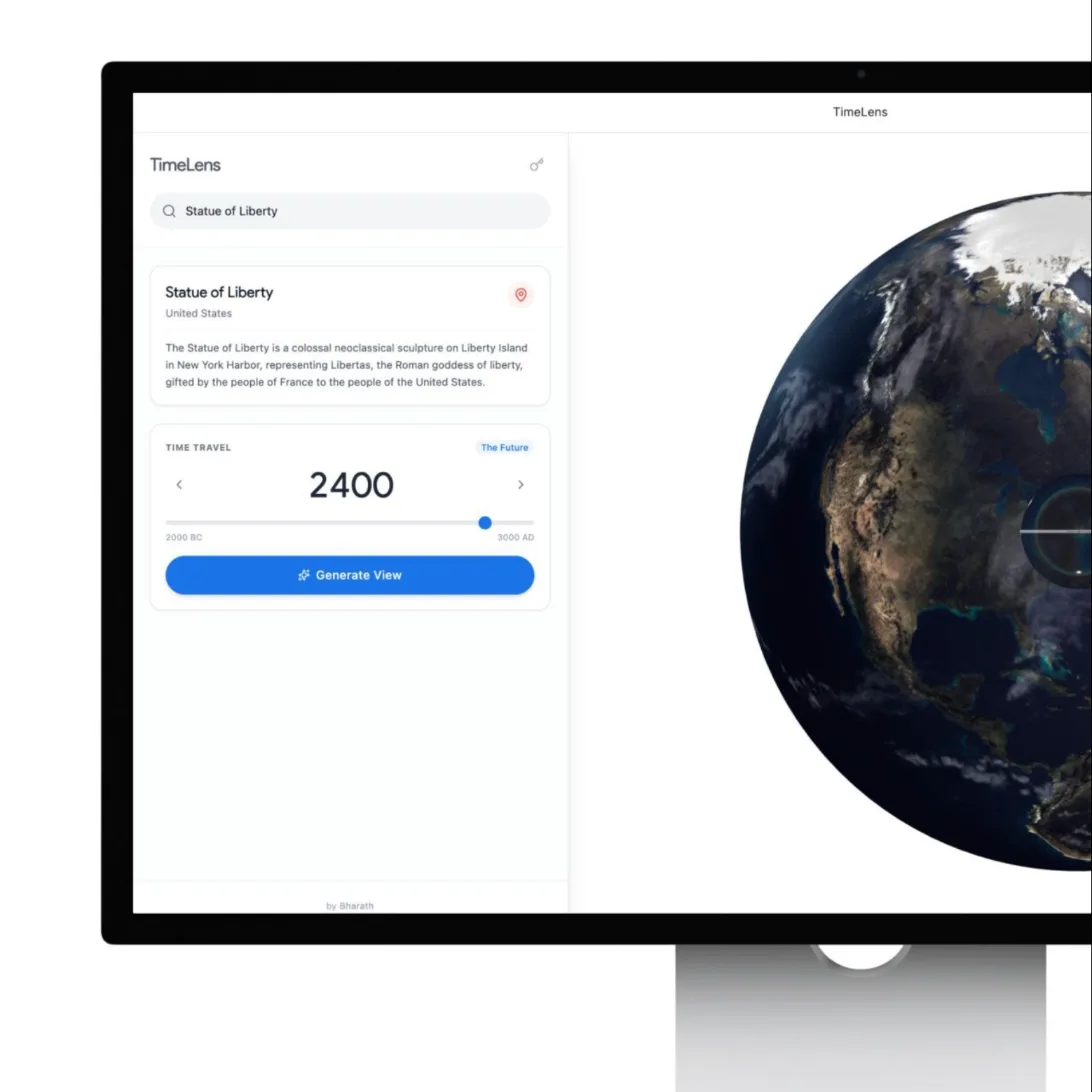 TimeLens
TimeLens
Statue of Liberty
Statue of Liberty
United States
The Statue of Liberty is a colossal neoclassical sculpture on Liberty Island
in New York Harbor, representing Libertas, the Roman goddess of liberty,
gifted by the people of France to the people of the United States.
TIME TRAVEL
The Future
2400
2000 BC
3000 AD
Generate View
by Bharath